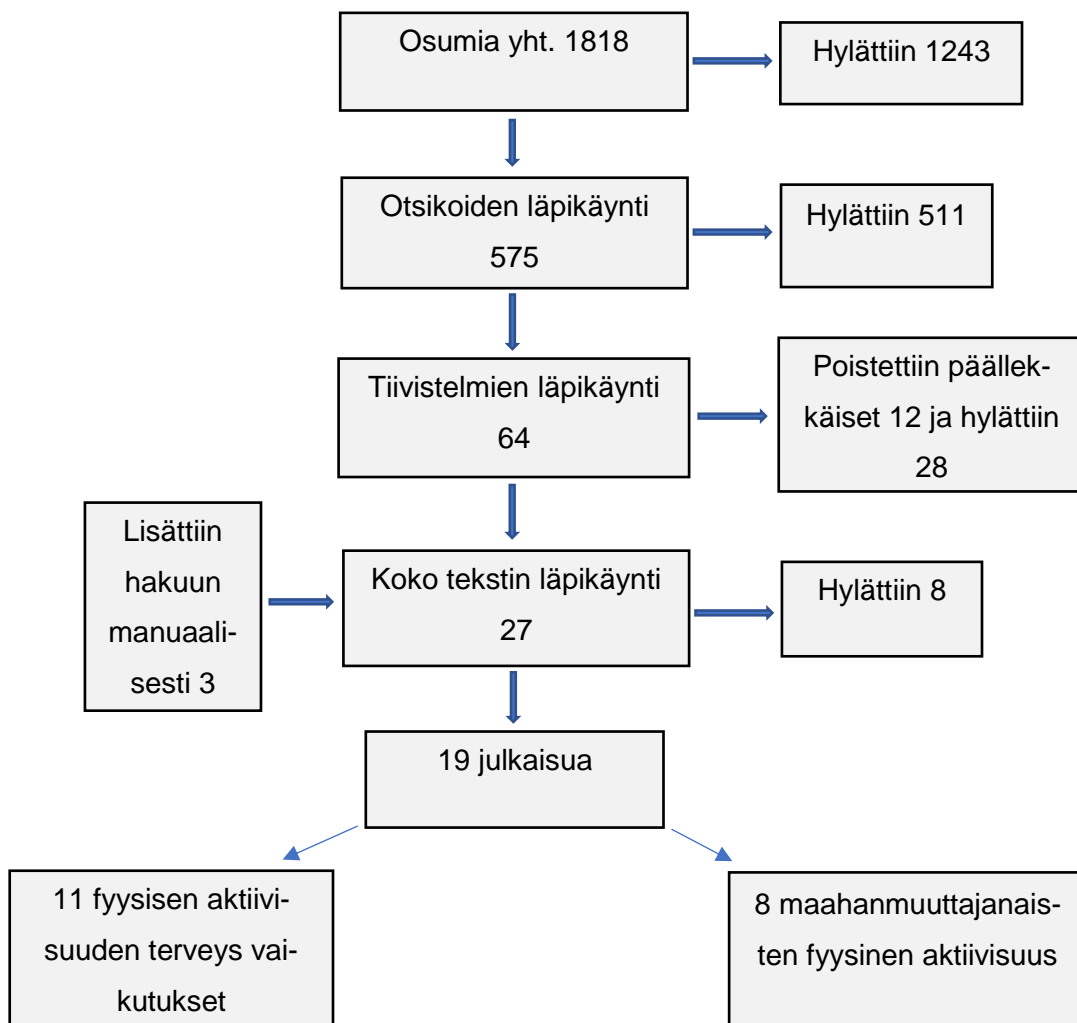 Osumia yht. 1818
Hylättiin 1243
Otsikoiden läpikäynti
575
Hylättiin 511
Tiivistelmien läpikäynti
64
Poistettiin päällek-
käiset 12 ja hylättiin
28
Lisättiin
hakuun
manuaali-
sesti 3
Koko tekstin läpikäynti
27
Hylättiin 8
19 julkaisua
11 fyysisen aktiivi-
suuden terveys vai-
kutukset
8 maahanmuuttajanais-
ten fyysinen aktiivisuus